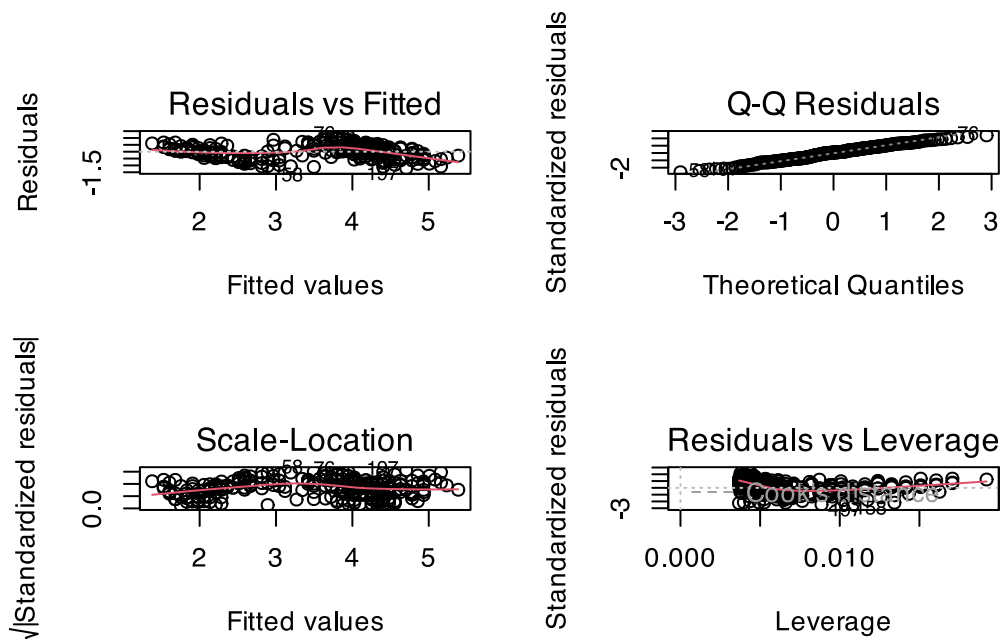 Residuals vs Fitted
Residuals
-1.5
76
58
197
2 3 4 5
Fitted values
Q-Q Residuals
Standardized residuals
-2
76
58
-3 -2 -1 0 1 2 3
Theoretical Quantiles
Scale-Location
√|Standardized residuals|
0.0
58
76
197
2 3 4 5
Fitted values
Residuals vs Leverage
Standardized residuals
-3
Cook's distance
197
158
0.000 0.010
Leverage